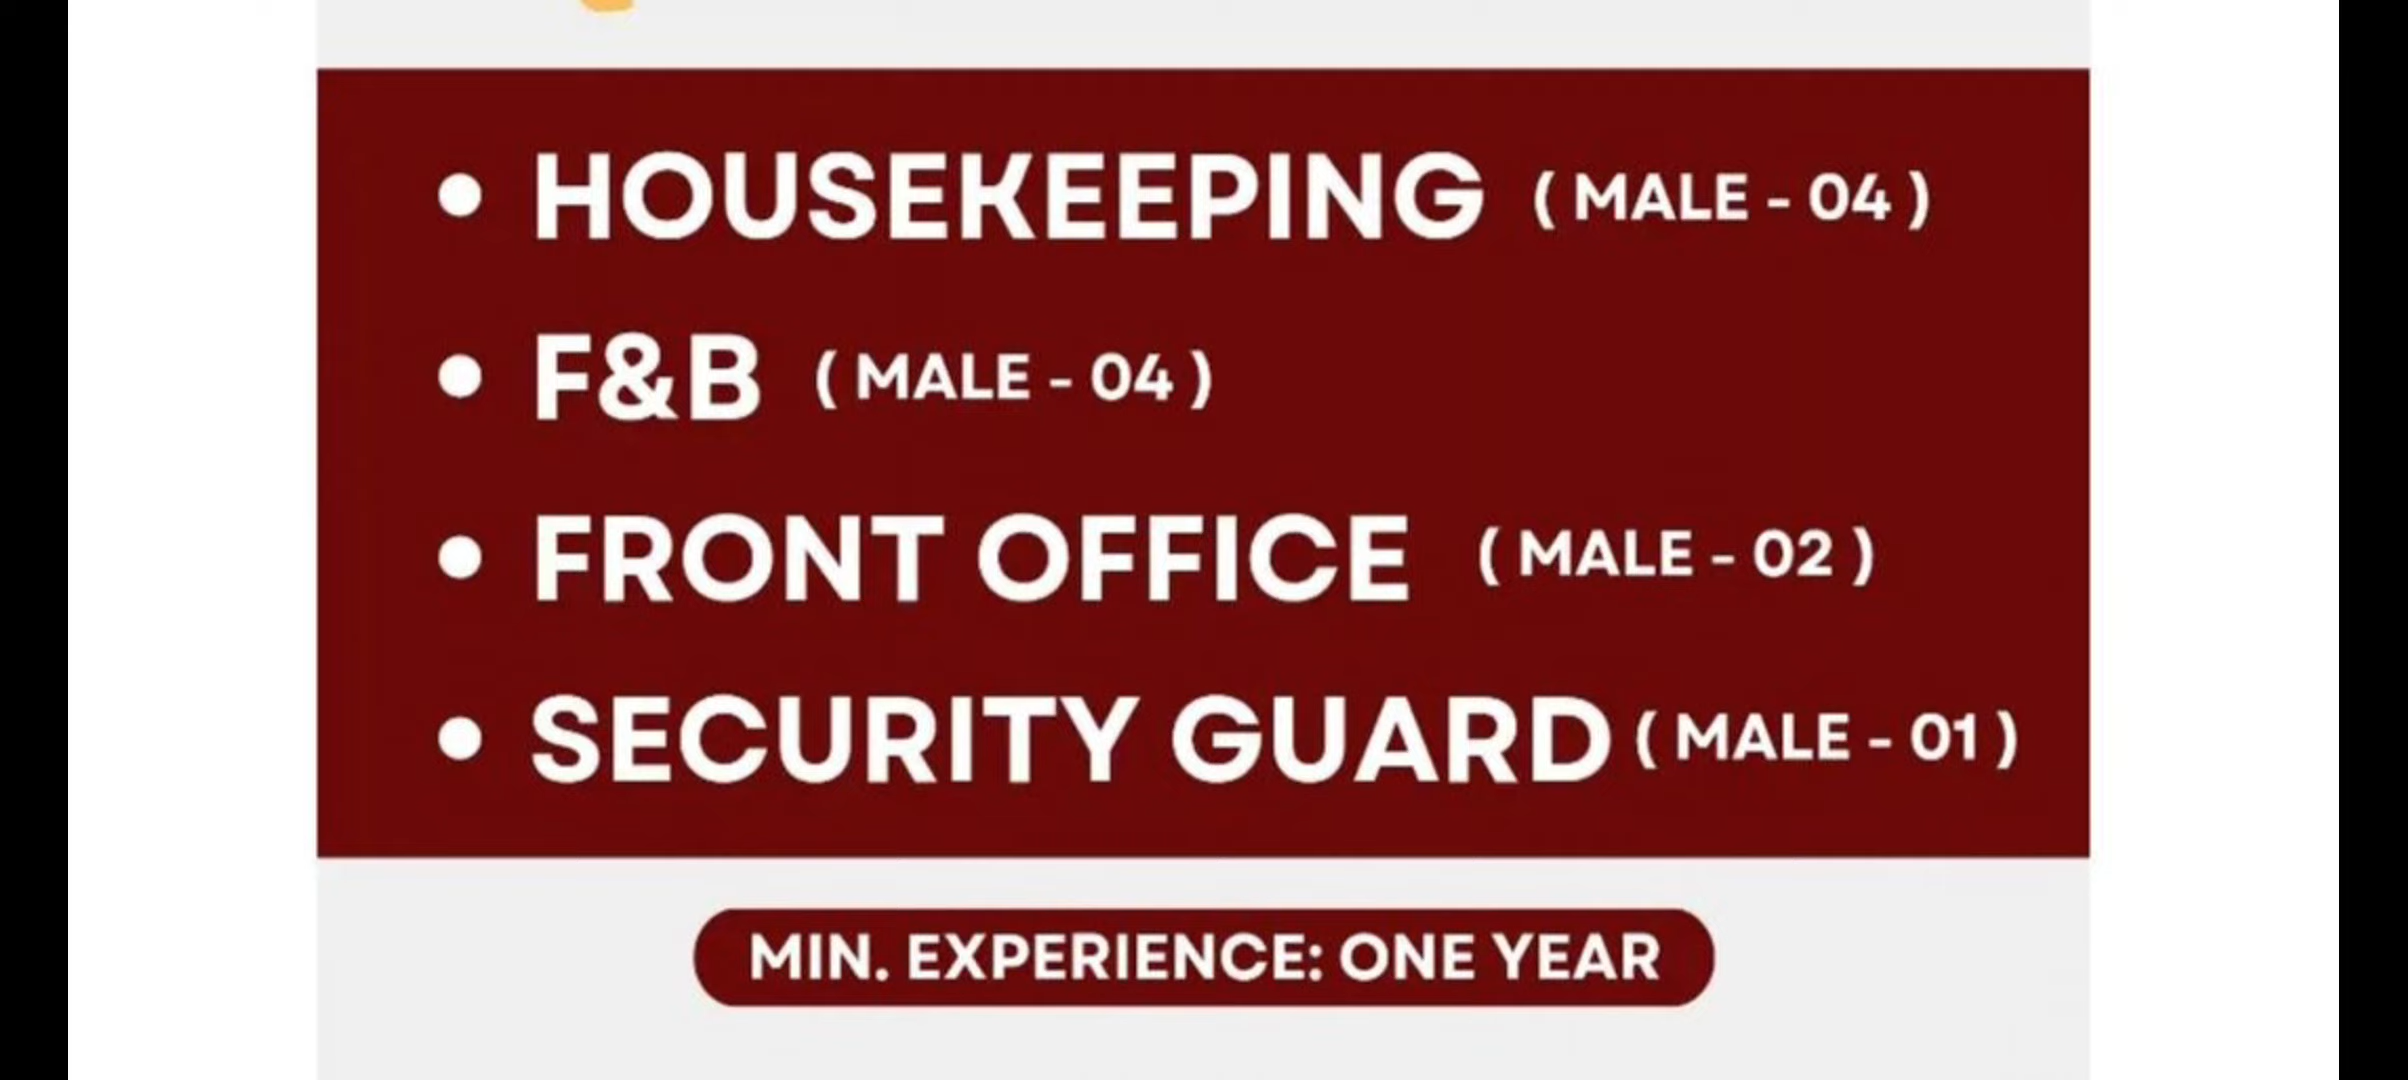 • HOUSEKEEPING ( MALE - 04 )
• F&B ( MALE - 04 )
• FRONT OFFICE ( MALE - 02 )
• SECURITY GUARD ( MALE - 01 )
MIN. EXPERIENCE: ONE YEAR